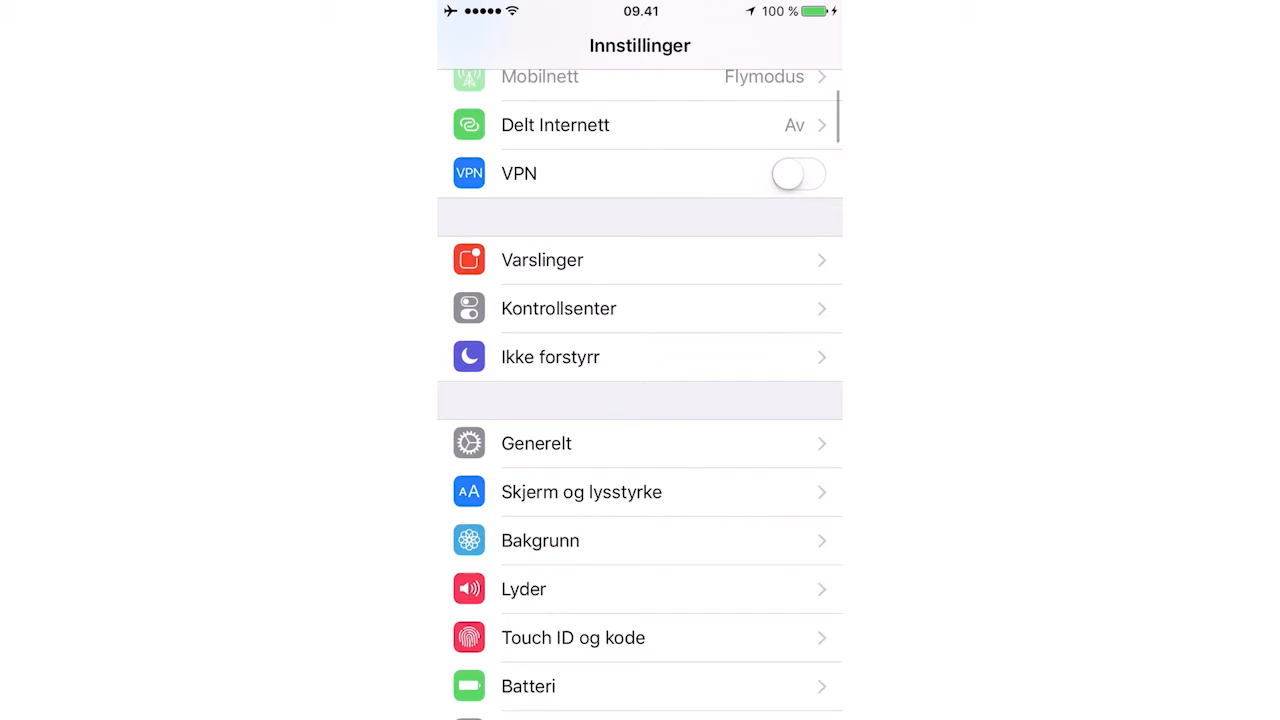 09.41 100 %
Innstillinger
Mobilnett Flymodus
Delt Internett Av
VPN VPN
Varslinger
Kontrollsenter
Ikke forstyrr
Generelt
AA Skjerm og lysstyrke
Bakgrunn
Lyder
Touch ID og kode
Batteri